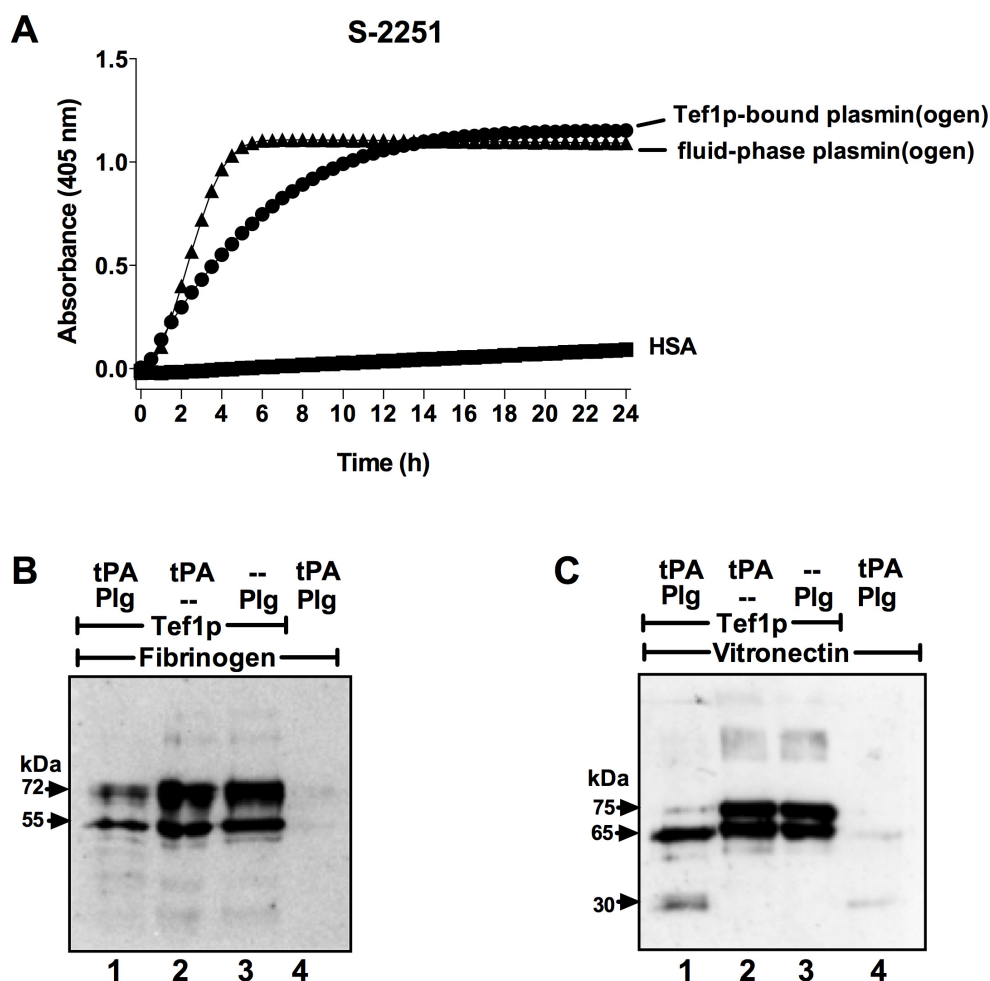 A
S-2251
Absorbance (405 nm)
1.5
1.0
0.5
0.0
Tef1p-bound plasmin(ogen)
fluid-phase plasmin(ogen)
HSA
0 2 4 6 8 10 12 14 16 18 20 22 24
Time (h)
B
tPA tPA -- tPA
Plg -- Plg Plg
Tef1p
Fibrinogen
kDa
72
55
1 2 3 4
C
tPA tPA -- tPA
Plg -- Plg Plg
Tef1p
Vitronectin
kDa
75
65
30
1 2 3 4